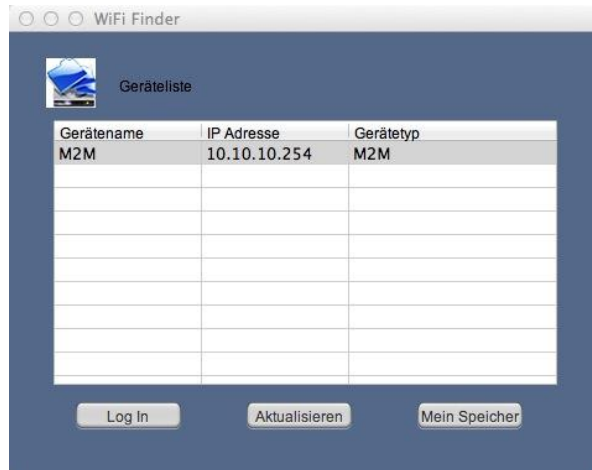 WiFi Finder
Geräteliste
Gerätename IP Adresse Gerätetyp
M2M 10.10.10.254 M2M
Log In Aktualisieren Mein Speicher